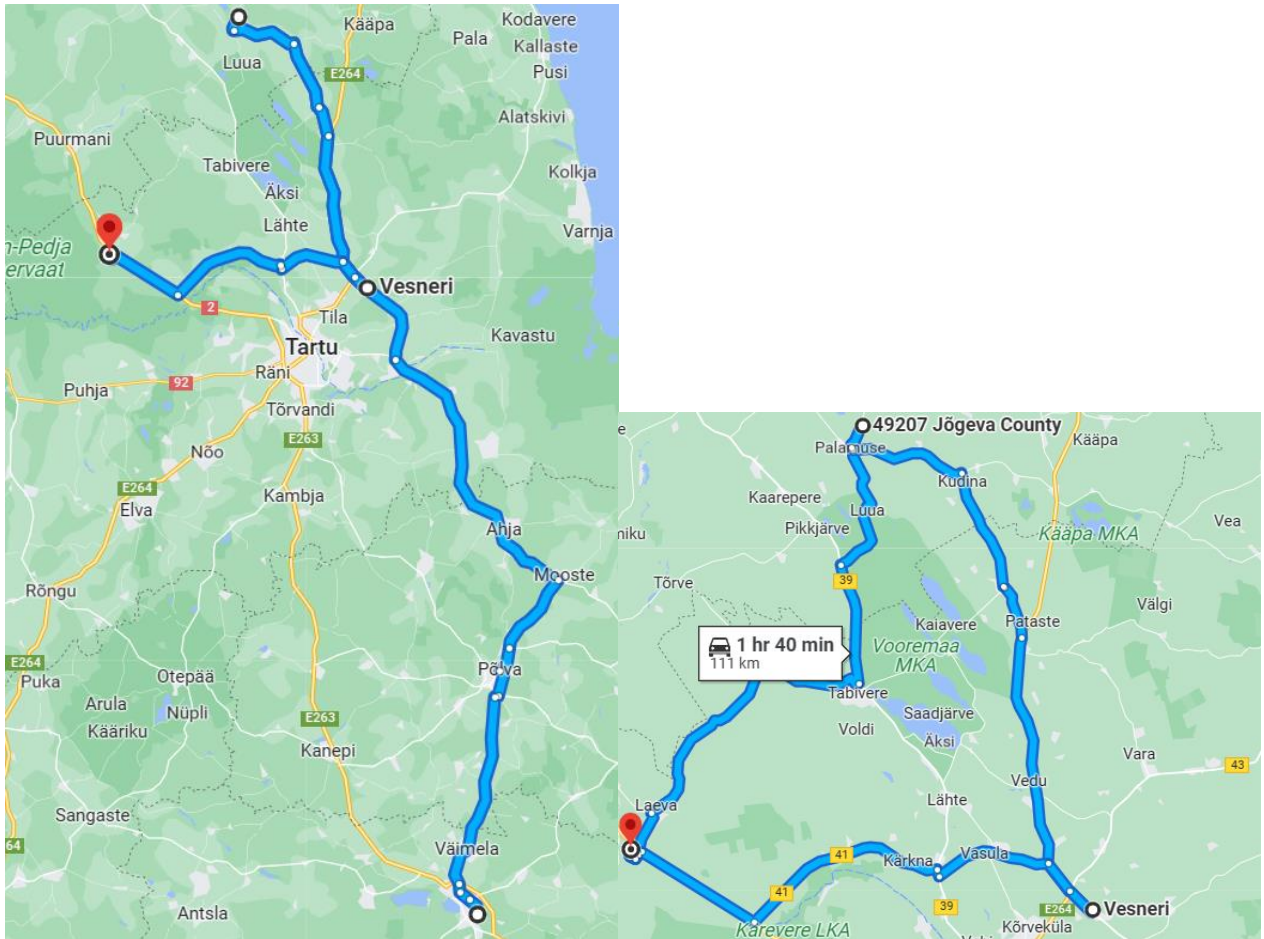 Kodavere
Kääpa
Pala
Kallaste
Luua
Pusi
E264
Alatskivi
Puurmani
Tabivere
Kolkja
Äksi
Lähte
Varnja
n-Pedja
ervaat
Vesneri
2
Tila
Kavastu
Tartu
Räni
92
Puhja
Tõrvandi
E263
Nõo
E264
Kambja
Elva
Ahja
Mooste
Rõngu
E264
Põlva
Puka
Otepää
Arula
Nüpli
Kääriku
E263
Kanepi
Sangaste
64
Väimela
Antsla
e
49207 Jõgeva County
Kääpa
Palamuse
Kudina
Kaarepere
Luua
Vea
Pikkjärve
Kääpa MKA
miku
Tõrve
39
Välgi
Kaiavere
Pataste
1 hr 40 min
111 km
Vooremaa
MKA
Tabivere
Saadjärve
Voldi
Äksi
Vara
43
Vedu
Laeva
Lähte
41
Kärkna
Vasula
41
39
E264
Vesneri
Kärevere LKA
Kõrveküla